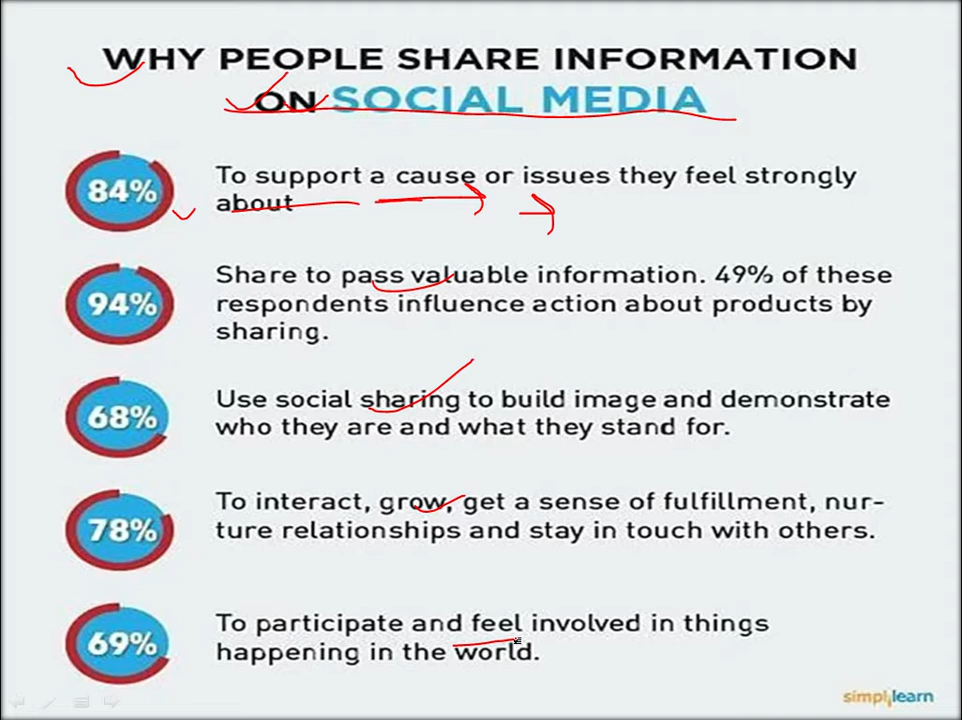 WHY PEOPLE SHARE INFORMATION
ON SOCIAL MEDIA
84% To support a cause or issues they feel strongly
about
94% Share to pass valuable information. 49% of these
respondents influence action about products by
sharing.
68% Use social sharing to build image and demonstrate
who they are and what they stand for.
78% To interact, grow, get a sense of fulfillment, nur-
ture relationships and stay in touch with others.
69% To participate and feel involved in things
happening in the world.
simplilearn